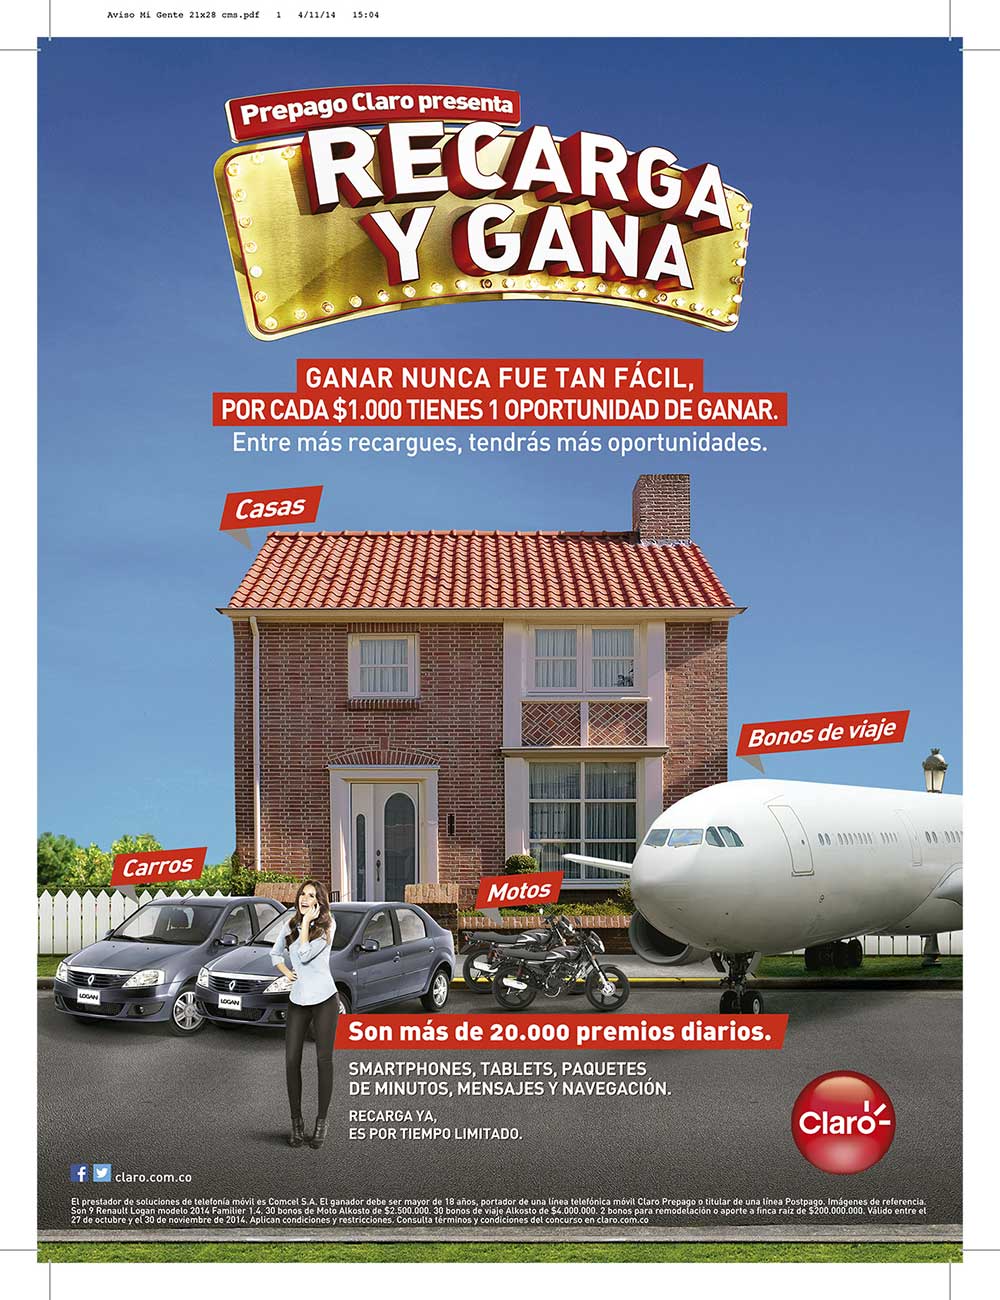 Aviso Mi Gente 21x28 cms.pdf   1   4/11/14   15:04
Prepago Claro presenta
RECARGA
Y GANA
GANAR NUNCA FUE TAN FÁCIL,
POR CADA $1.000 TIENES 1 OPORTUNIDAD DE GANAR.
Entre más recargues, tendrás más oportunidades.
Casas
Bonos de viaje
Carros
Motos
LOGAN
LOGAN
Son más de 20.000 premios diarios.
SMARTPHONES, TABLETS, PAQUETES
DE MINUTOS, MENSAJES Y NAVEGACIÓN.
RECARGA YA,
ES POR TIEMPO LIMITADO.
Claro
claro.com.co
El prestador de soluciones de telefonía móvil es Comcel S.A. El ganador debe ser mayor de 18 años, portador de una línea telefónica móvil Claro Prepago o titular de una línea Postpago. Imágenes de referencia.
Son 9 Renault Logan modelo 2014 Familier 1.4. 30 bonos de Moto Alkosto de $2.500.000. 30 bonos de viaje Alkosto de $4.000.000. 2 bonos para remodelación o aporte a finca raíz de $200.000.000. Válido entre el
27 de octubre y el 30 de noviembre de 2014. Aplican condiciones y restricciones. Consulta términos y condiciones del concurso en claro.com.co